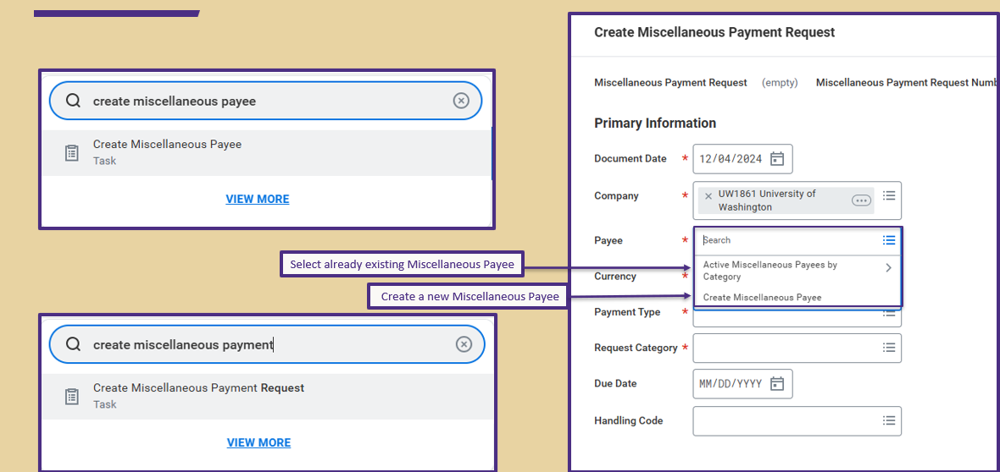 create miscellaneous payee
Create Miscellaneous Payee
Task
VIEW MORE
Select already existing Miscellaneous Payee
Create a new Miscellaneous Payee
create miscellaneous payment
Create Miscellaneous Payment Request
Task
VIEW MORE
Create Miscellaneous Payment Request
Miscellaneous Payment Request (empty) Miscellaneous Payment Request Numb
Primary Information
Document Date * 12/04/2024
Company * × UW1861 University of
Washington
Payee * Search
Active Miscellaneous Payees by
Category
Currency *
Create Miscellaneous Payee
Payment Type *
Request Category *
Due Date MM/DD/YYYY
Handling Code